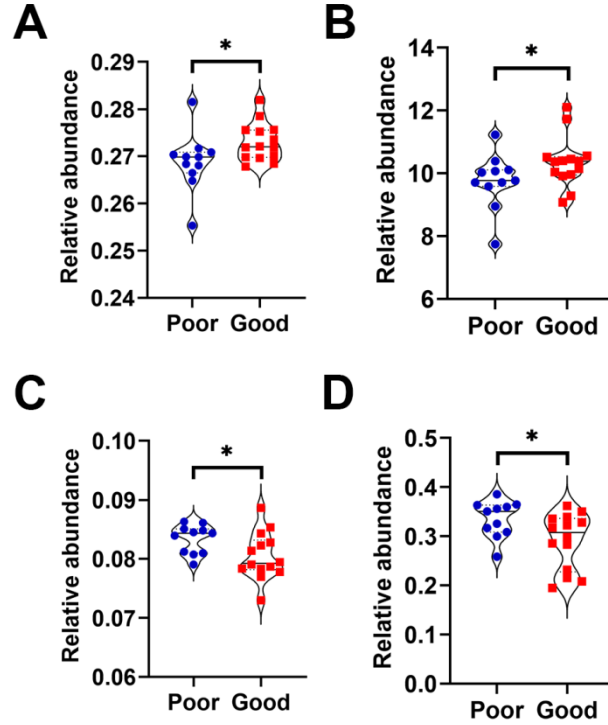 A
B
*
*
Relative abundance
0.29
0.28
0.27
0.26
0.25
0.24
Poor Good
Relative abundance
14
12
10
8
6
Poor Good
C
D
*
*
Relative abundance
0.10
0.09
0.08
0.07
0.06
Poor Good
Relative abundance
0.5
0.4
0.3
0.2
0.1
0.0
Poor Good